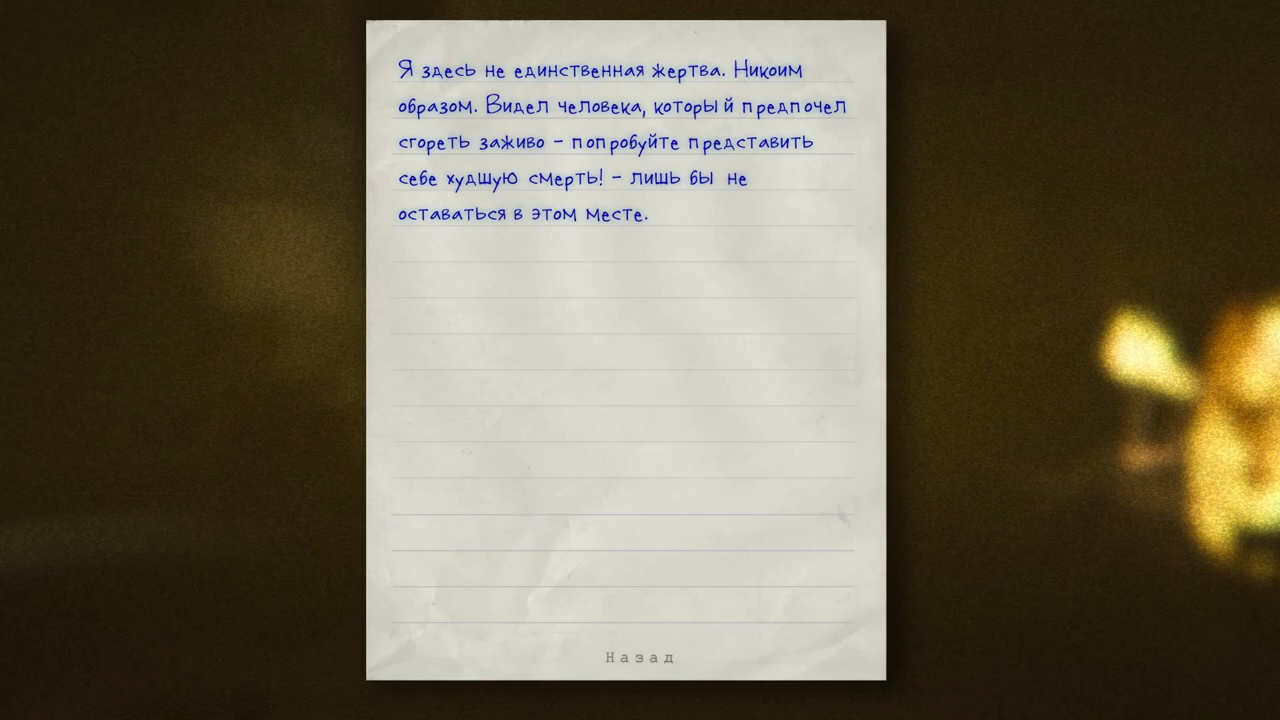 Я здесь не единственная жертва. Никоим
образом. Видел человека, который предпочел
сгореть заживо - попробуйте представить
себе худшую смерть! - лишь бы не
оставаться в этом месте.
Назад